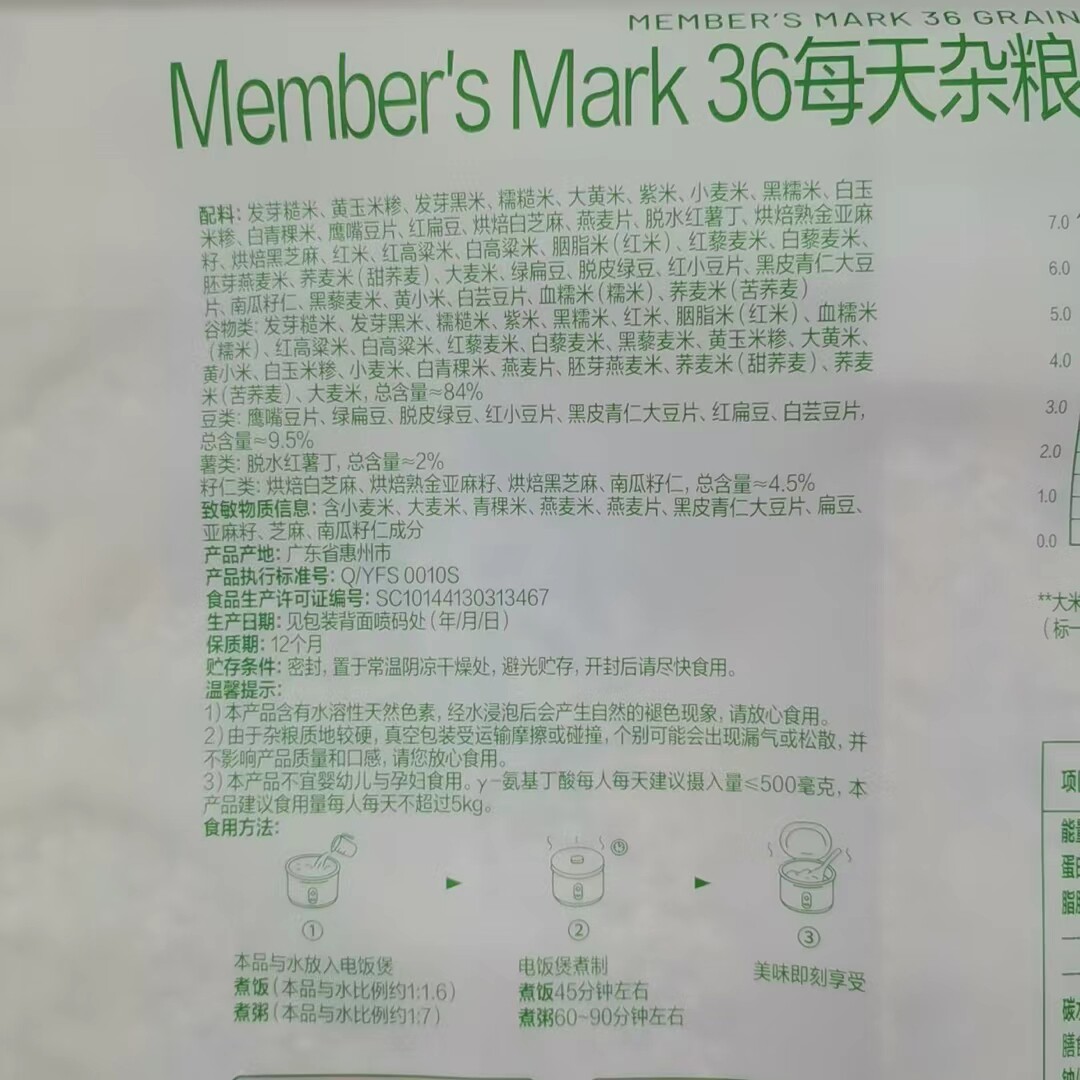 MEMBER'S MARK 36 GRAIN
Member's Mark 36每天杂粮
配料: 发芽糙米、黄玉米糁、发芽黑米、糯糙米、大黄米、紫米、小麦米、黑糯米、白玉
米糁、白青稞米、鹰嘴豆片、红扁豆、烘焙白芝麻、燕麦片、脱水红薯丁、烘焙熟金亚麻
籽、烘焙黑芝麻、红米、红高粱米、白高粱米、胭脂米(红米)、红藜麦米、白藜麦米、
胚芽燕麦米、荞麦米(甜荞麦)、大麦米、绿扁豆、脱皮绿豆、红小豆片、黑皮青仁大豆
片、南瓜籽仁、黑藜麦米、黄小米、白芸豆片、血糯米(糯米)、荞麦米(苦荞麦)
谷物类: 发芽糙米、发芽黑米、糯糙米、紫米、黑糯米、红米、胭脂米(红米)、血糯米
(糯米)、红高粱米、白高粱米、红藜麦米、白藜麦米、黑藜麦米、黄玉米糁、大黄米、
黄小米、白玉米糁、小麦米、白青稞米、燕麦片、胚芽燕麦米、荞麦米(甜荞麦)、荞麦
米(苦荞麦)、大麦米, 总含量≈84%
豆类: 鹰嘴豆片、绿扁豆、脱皮绿豆、红小豆片、黑皮青仁大豆片、红扁豆、白芸豆片,
总含量≈9.5%
薯类: 脱水红薯丁, 总含量≈2%
籽仁类: 烘焙白芝麻、烘焙熟金亚麻籽、烘焙黑芝麻、南瓜籽仁, 总含量≈4.5%
致敏物质信息: 含小麦米、大麦米、青稞米、燕麦米、燕麦片、黑皮青仁大豆片、扁豆、
亚麻籽、芝麻、南瓜籽仁成分
产品产地: 广东省惠州市
产品执行标准号: Q/YFS 0010S
食品生产许可证编号: SC10144130313467
生产日期: 见包装背面喷码处(年/月/日)
保质期: 12个月
贮存条件: 密封, 置于常温阴凉干燥处, 避光贮存, 开封后请尽快食用。
温馨提示:
1)本产品含有水溶性天然色素, 经水浸泡后会产生自然的褪色现象, 请放心食用。
2)由于杂粮质地较硬, 真空包装受运输摩擦或碰撞, 个别可能会出现漏气或松散, 并
不影响产品质量和口感, 请您放心食用。
3)本产品不宜婴幼儿与孕妇食用。γ-氨基丁酸每人每天建议摄入量≤500毫克, 本
产品建议食用量每人每天不超过5kg。
食用方法:
①
②
③
本品与水放入电饭煲
煮饭(本品与水比例约1:1.6)
煮粥(本品与水比例约1:7)
电饭煲煮制
煮饭45分钟左右
煮粥60~90分钟左右
美味即刻享受
7.0
6.0
5.0
4.0
3.0
2.0
1.0
0.0
**大米
(标一
项
能量
蛋白
脂肪
碳水
膳食
钠